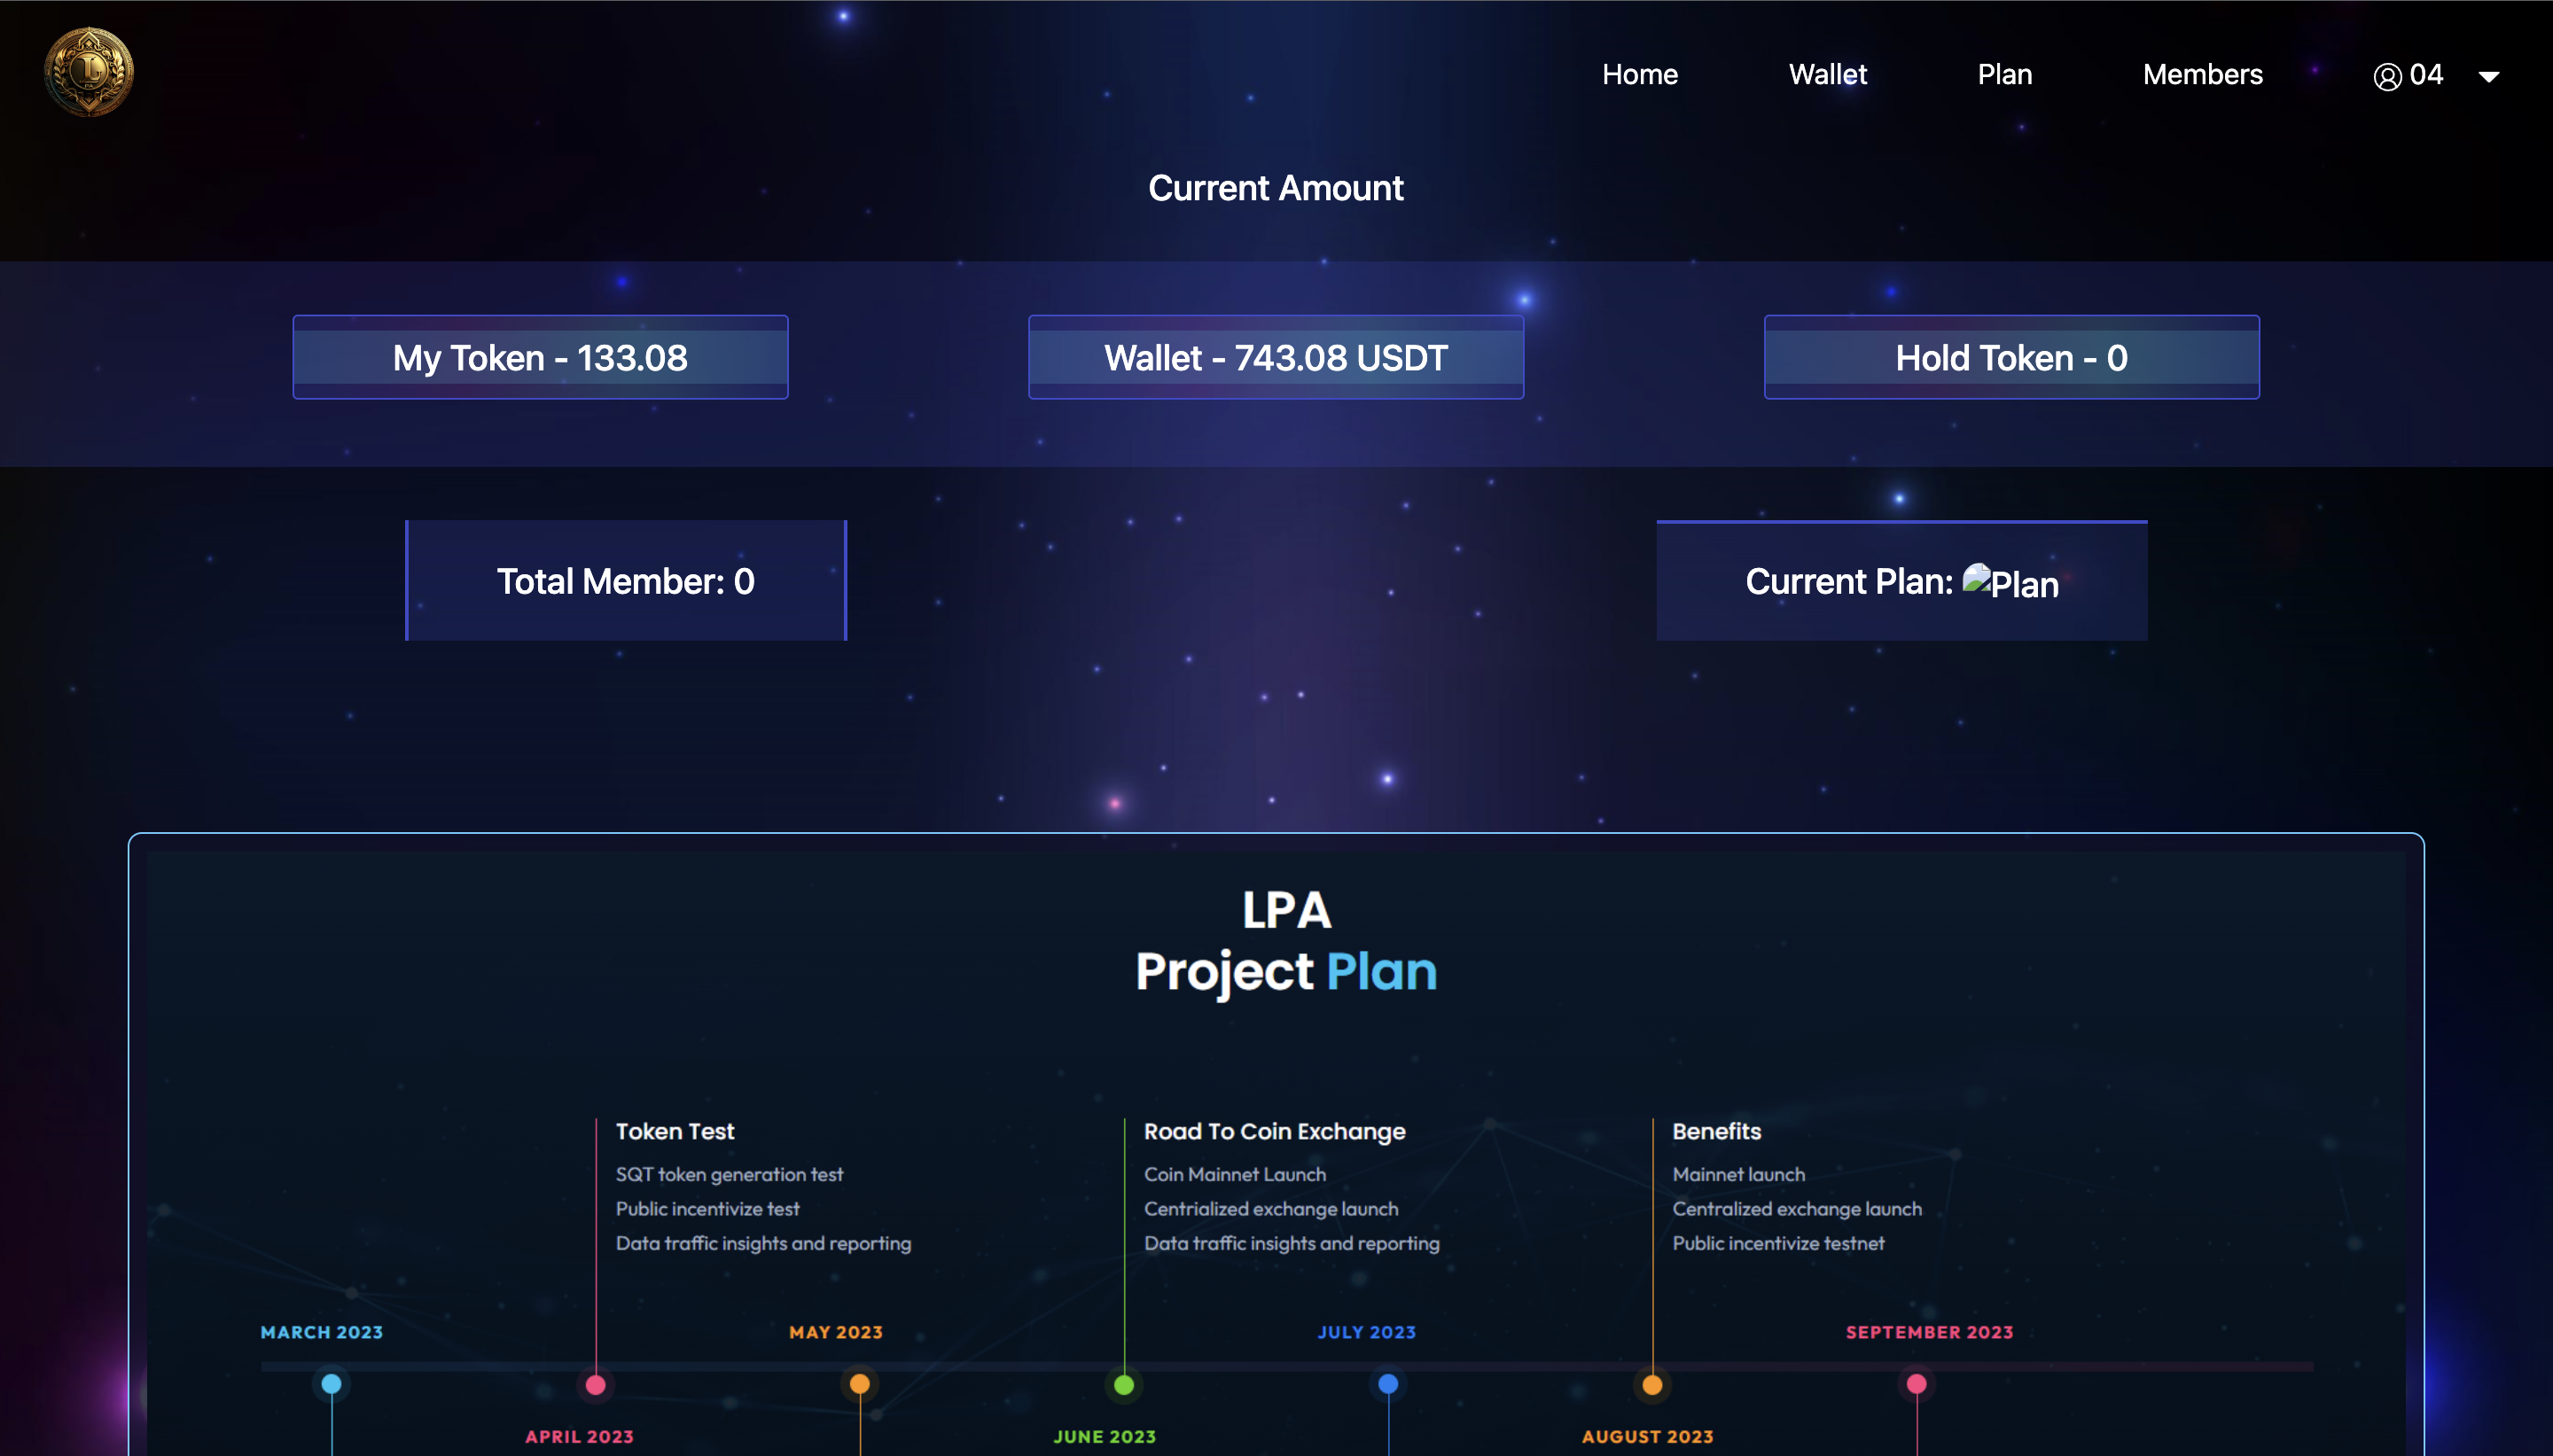 L
Home
Wallet
Plan
Members
04
Current Amount
My Token - 133.08
Wallet - 743.08 USDT
Hold Token - 0
Total Member: 0
Current Plan: Plan
LPA
Project Plan
Token Test
SQT token generation test
Public incentivize test
Data traffic insights and reporting
Road To Coin Exchange
Coin Mainnet Launch
Centrialized exchange launch
Data traffic insights and reporting
Benefits
Mainnet launch
Centralized exchange launch
Public incentivize testnet
MARCH 2023
MAY 2023
JULY 2023
SEPTEMBER 2023
APRIL 2023
JUNE 2023
AUGUST 2023